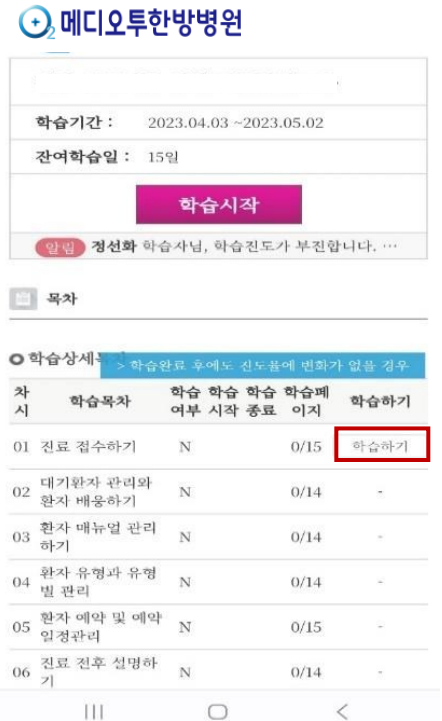 메디오투한방병원
학습기간 : 2023.04.03 ~2023.05.02
잔여학습일 : 15일
학습시작
알림 정선화 학습자님, 학습진도가 부진합니다. ···
목차
학습상세목차
> 학습완료 후에도 진도율에 변화가 없을 경우
차시 학습목차 학습여부 학습시작 학습종료 학습페이지 학습하기
01 진료 접수하기 N 0/15 학습하기
02 대기환자 관리와
환자 배웅하기 N 0/14 -
03 환자 매뉴얼 관리
하기 N 0/14 -
04 환자 유형과 유형
별 관리 N 0/14 -
05 환자 예약 및 예약
일정관리 N 0/15 -
06 진료 전후 설명하
기 N 0/14 -